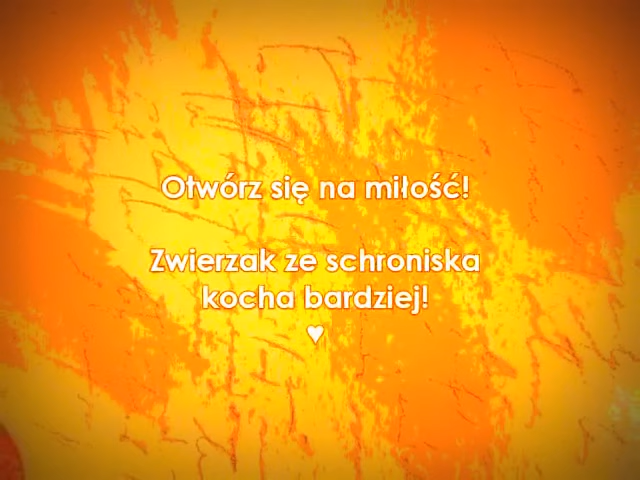 Otwórz się na miłość!
Zwierzak ze schroniska
kocha bardziej!
♥